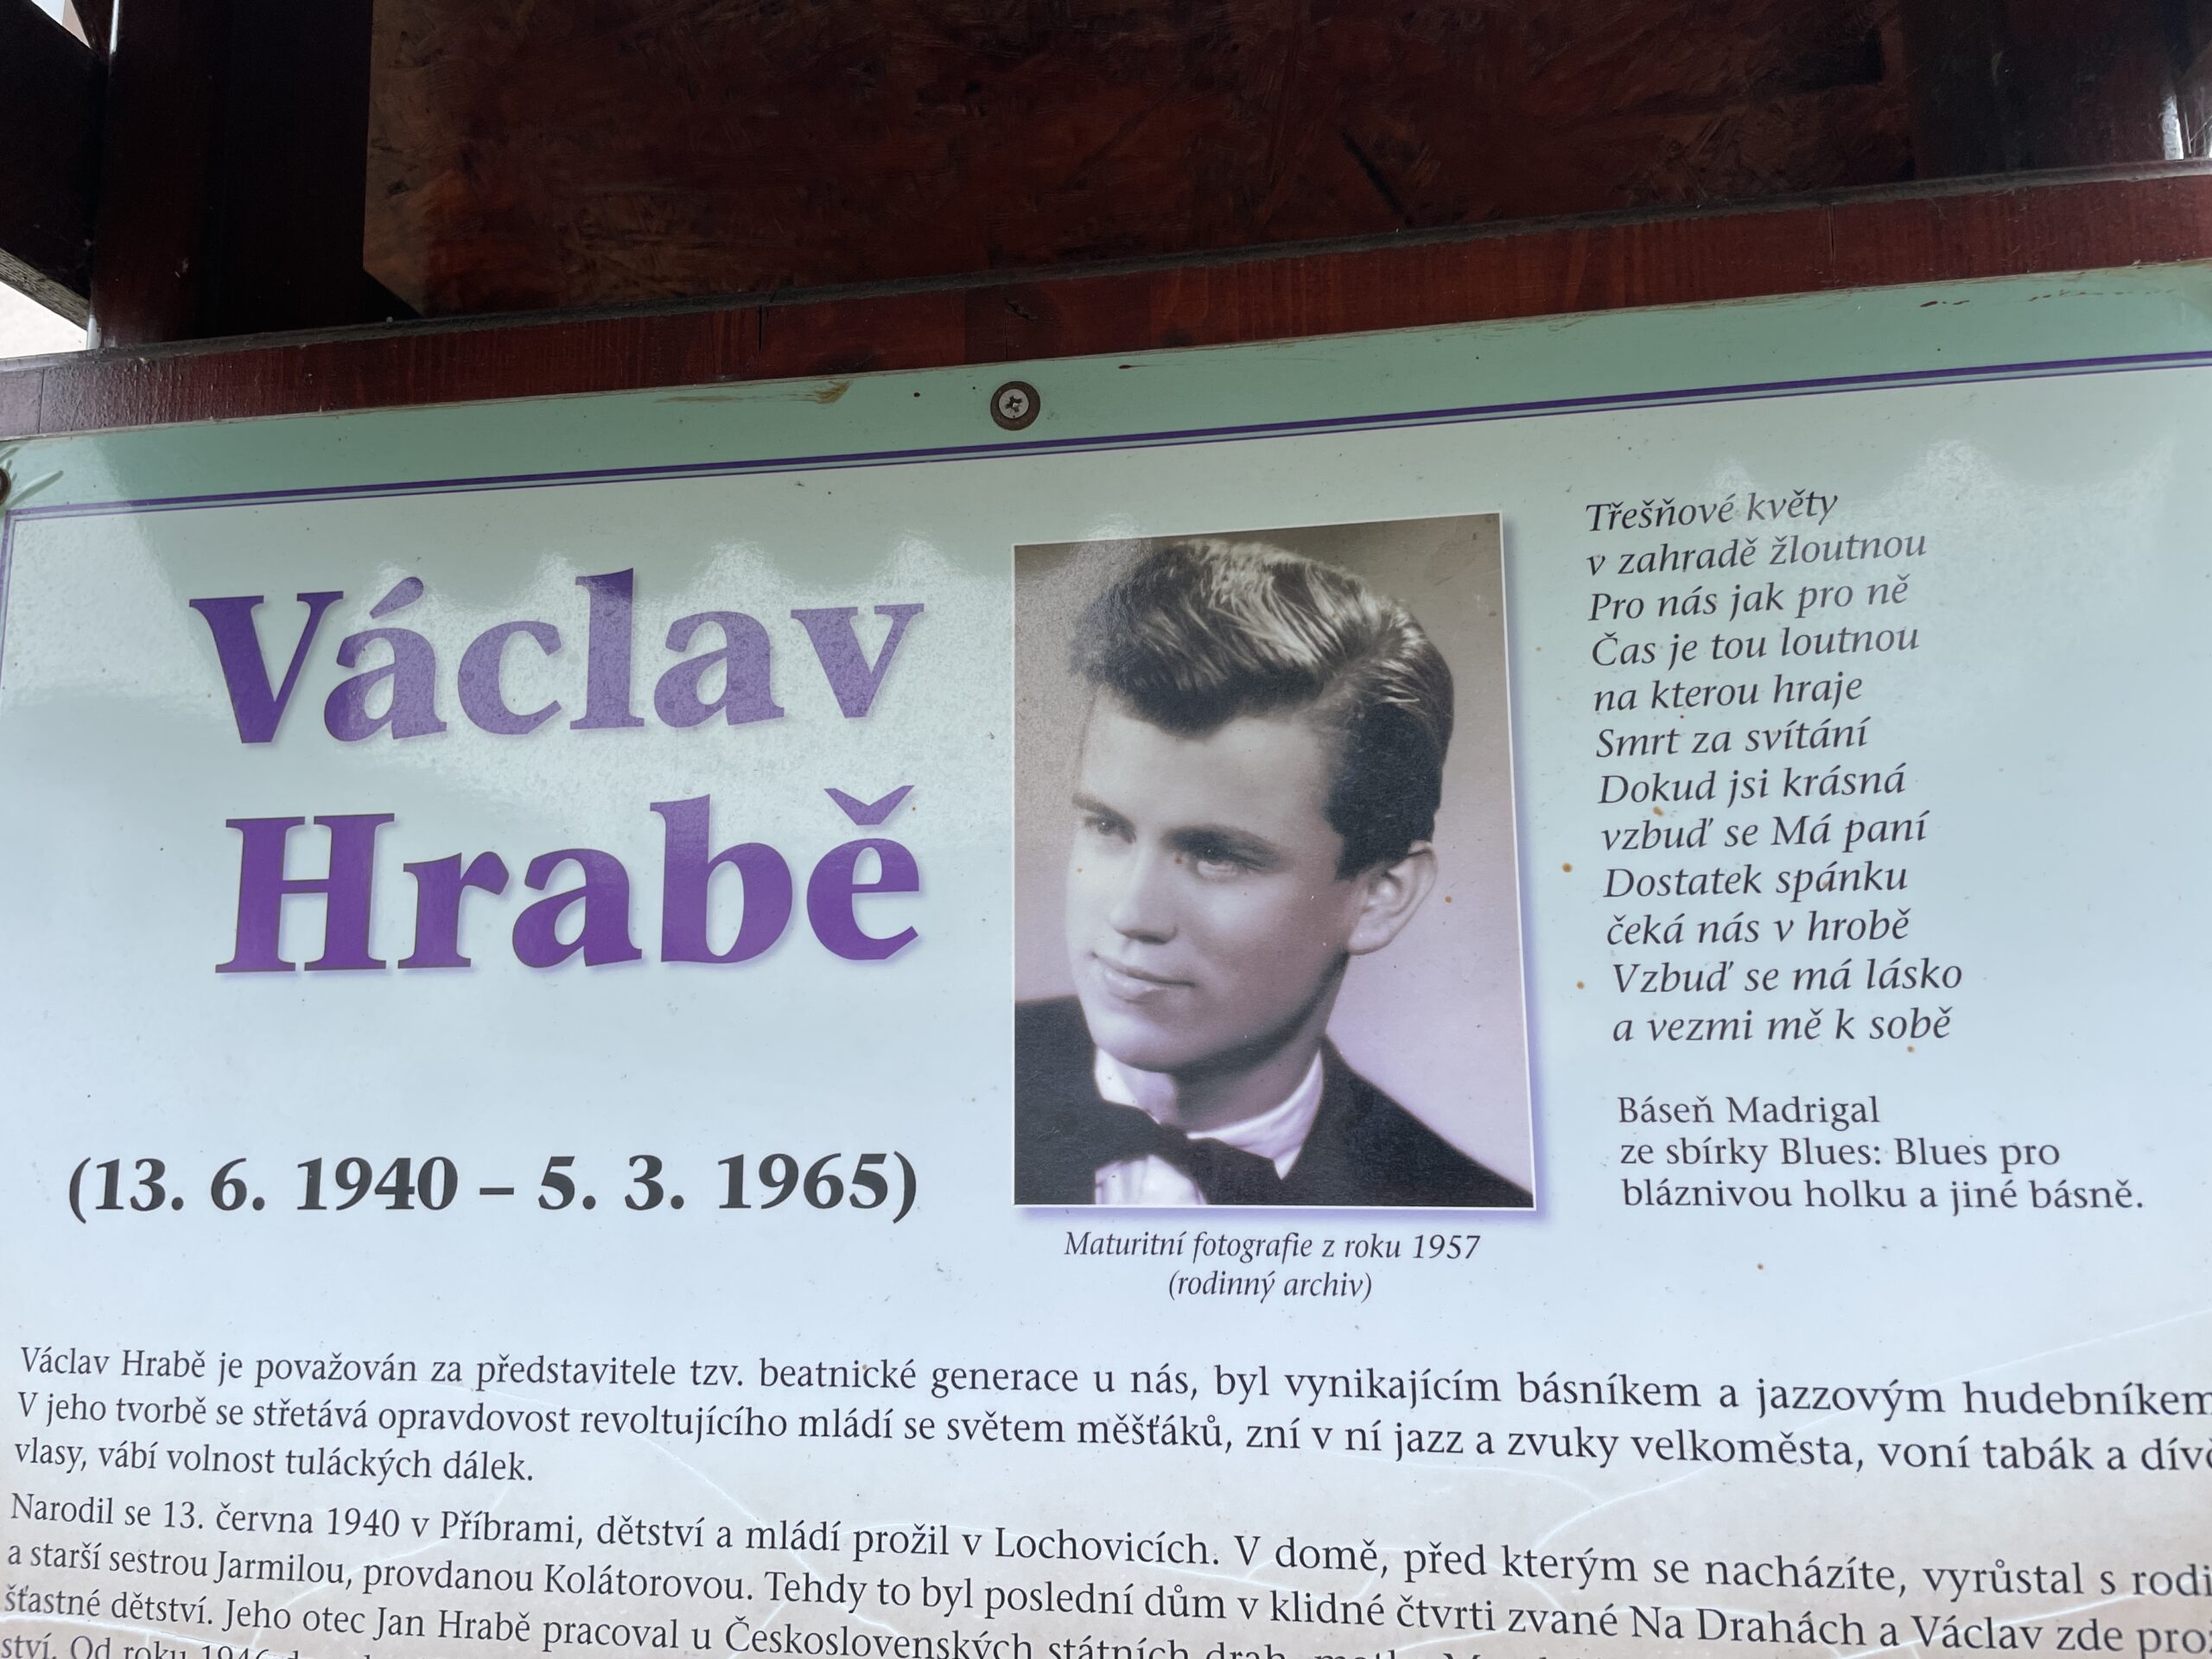 Václav
Hrabě
(13. 6. 1940 – 5. 3. 1965)
Maturitní fotografie z roku 1957
(rodinný archiv)
Třešňové květy
v zahradě žloutnou
Pro nás jak pro ně
Čas je tou loutnou
na kterou hraje
Smrt za svítání
Dokud jsi krásná
vzbuď se Má paní
Dostatek spánku
čeká nás v hrobě
Vzbuď se má lásko
a vezmi mě k sobě
Báseň Madrigal
ze sbírky Blues: Blues pro
bláznivou holku a jiné básně.
Václav Hrabě je považován za představitele tzv. beatnické generace u nás, byl vynikajícím básníkem a jazzovým hudebníkem
V jeho tvorbě se střetává opravdovost revoltujícího mládí se světem měšťáků, zní v ní jazz a zvuky velkoměsta, voní tabák a
vlasy, vábí volnost tuláckých dálek.
Narodil se 13. června 1940 v Příbrami, dětství a mládí prožil v Lochovicích. V domě, před kterým se nacházíte, vyrůstal s
a starší sestrou Jarmilou, provdanou Kolátorovou. Tehdy to byl poslední dům v klidné čtvrti zvané Na Drahách a Václav zde
šťastné dětství. Jeho otec Jan Hrabě pracoval u Československých státních
ství. Od roku